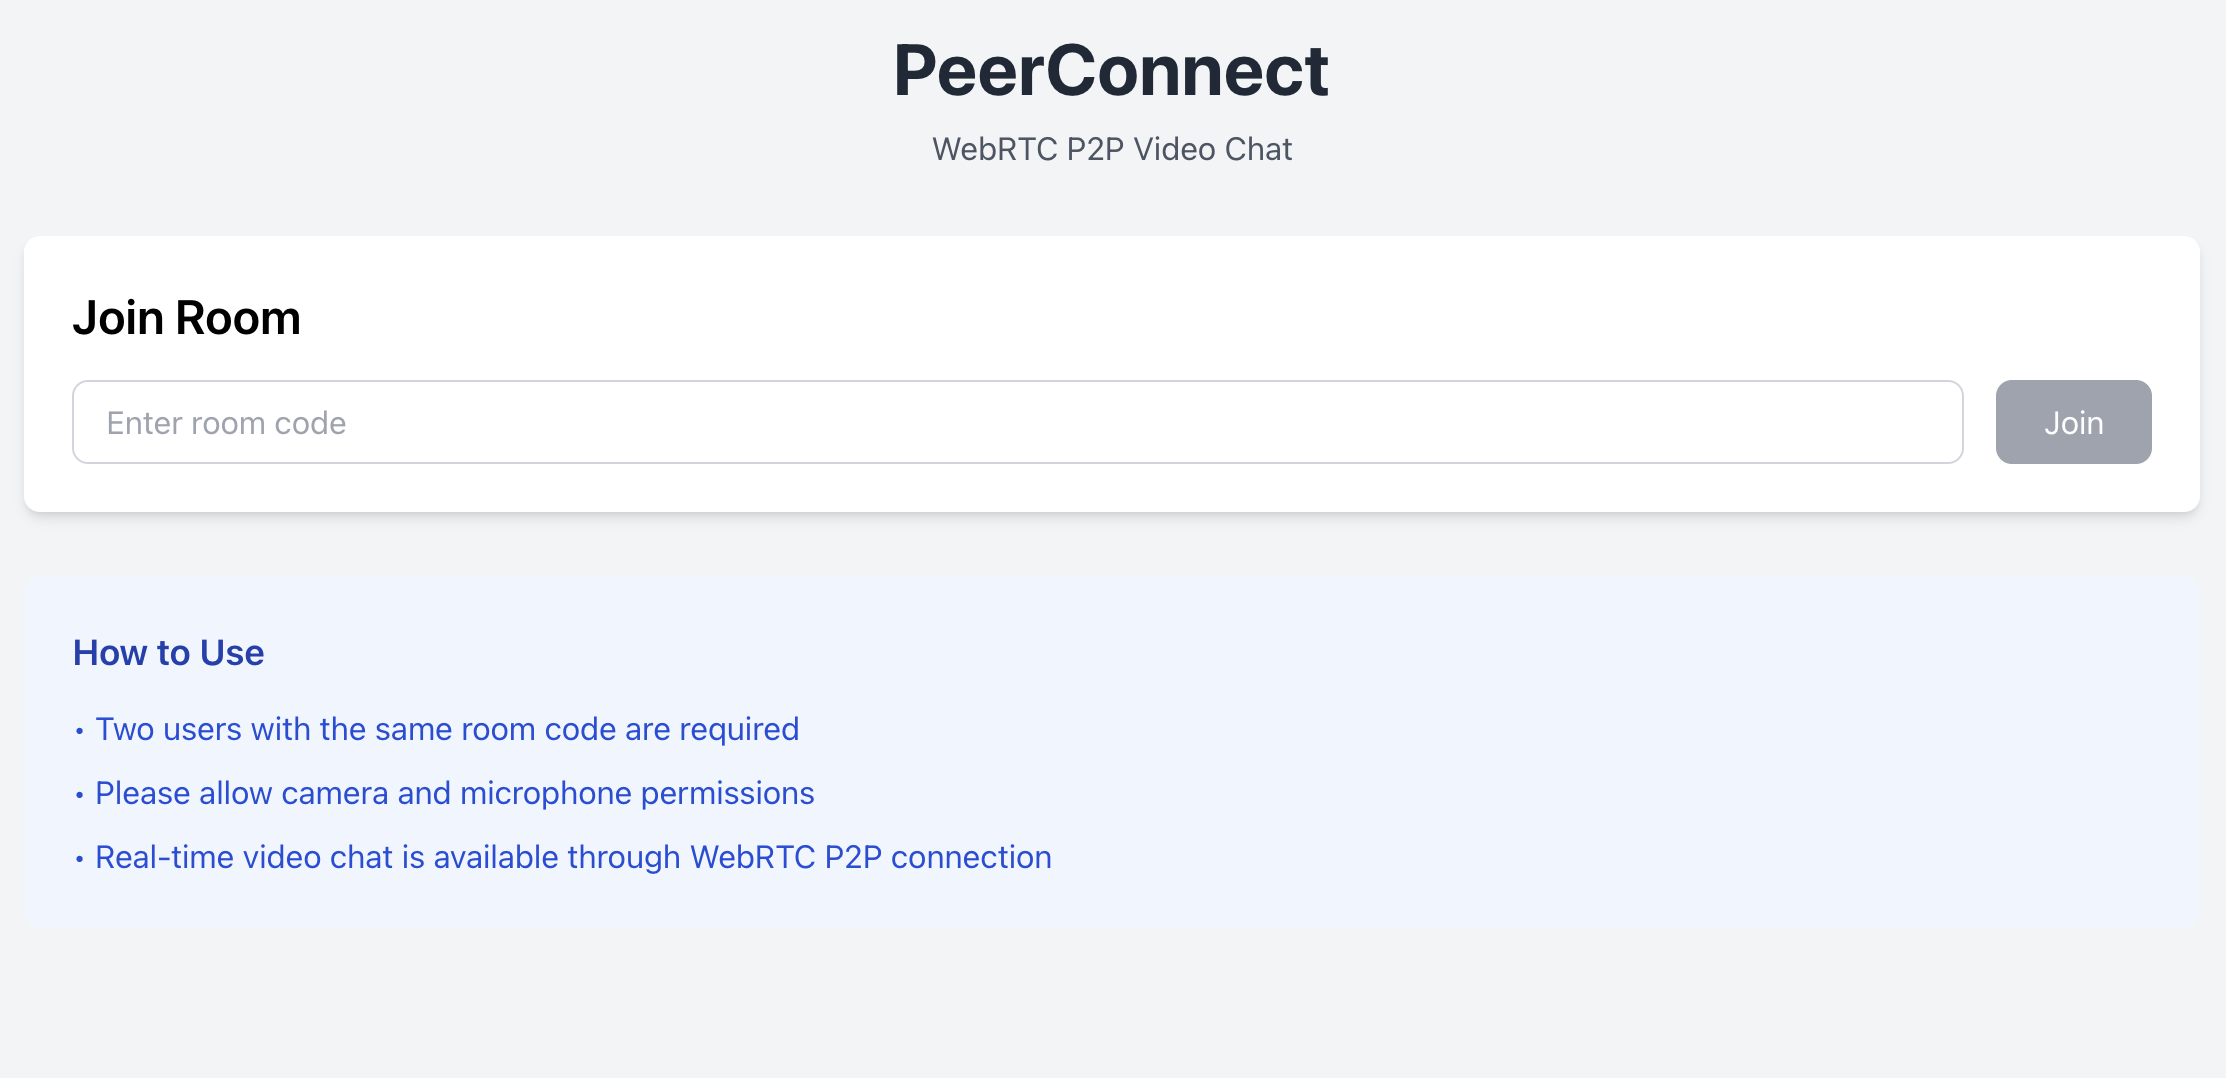 PeerConnect
WebRTC P2P Video Chat
Join Room
Enter room code
Join
How to Use
• Two users with the same room code are required
• Please allow camera and microphone permissions
• Real-time video chat is available through WebRTC P2P connection